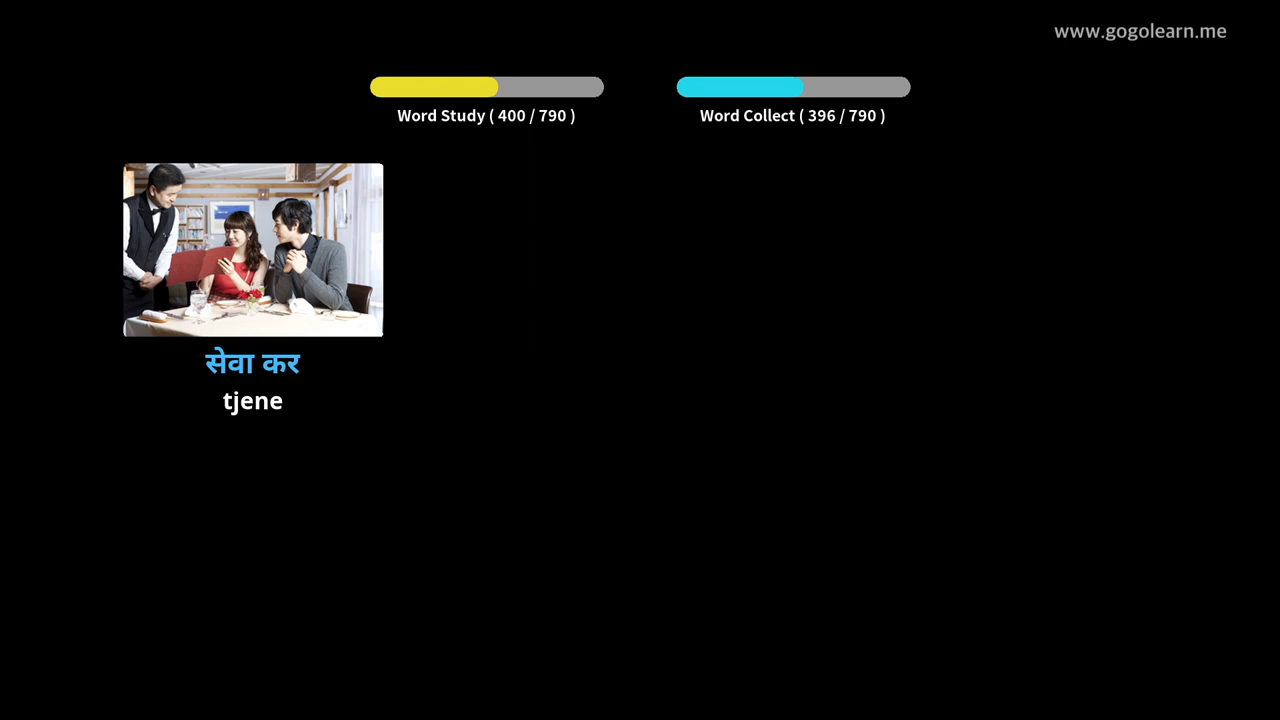 www.gogolearn.me
Word Study ( 400 / 790 )
Word Collect ( 396 / 790 )
सेवा कर
tjene